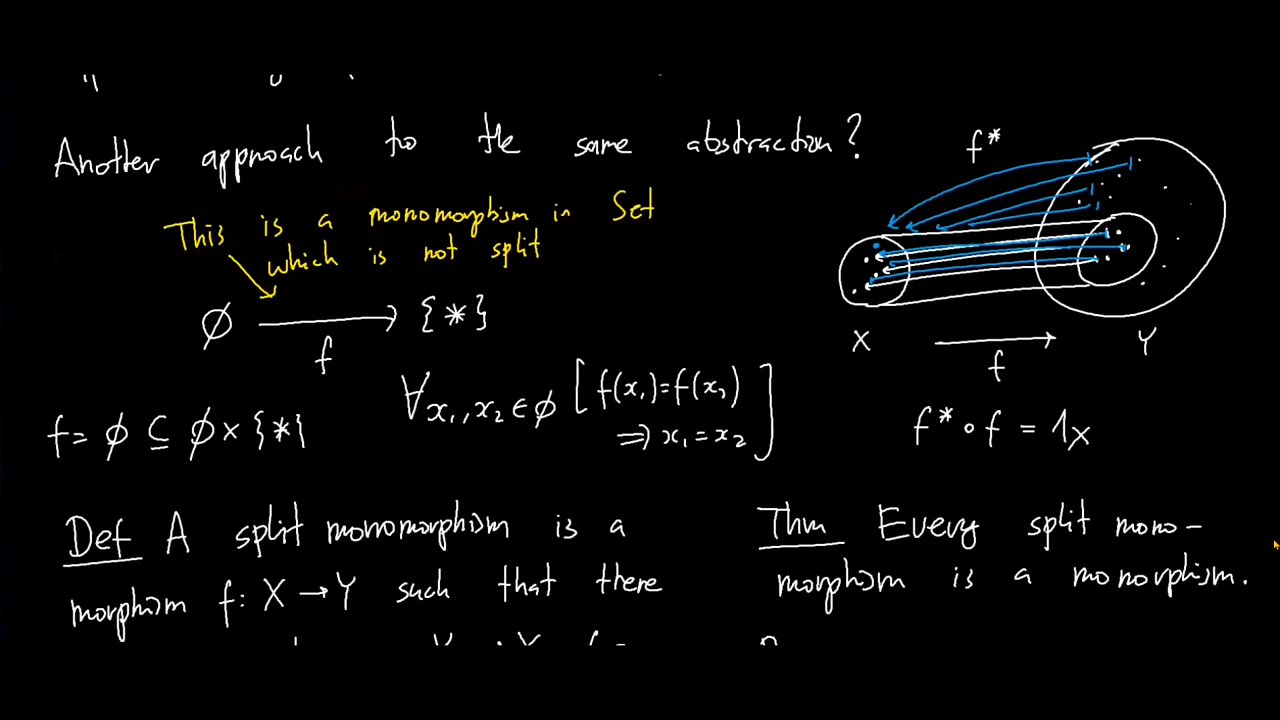 Another approach to the same abstraction?
f*
This is a monomorphism in Set
which is not split
∅ ⟶ {*}
f
X ⟶ Y
f
f = ∅ ⊆ ∅ × {*}
∀x₁, x₂ ∈ ∅ [ f(x₁) = f(x₂)
⇒ x₁ = x₂ ]
f* ∘ f = 1X
Def A split monomorphism is a
morphism f: X → Y such that there
Thm Every split mono-
morphism is a monorphism.